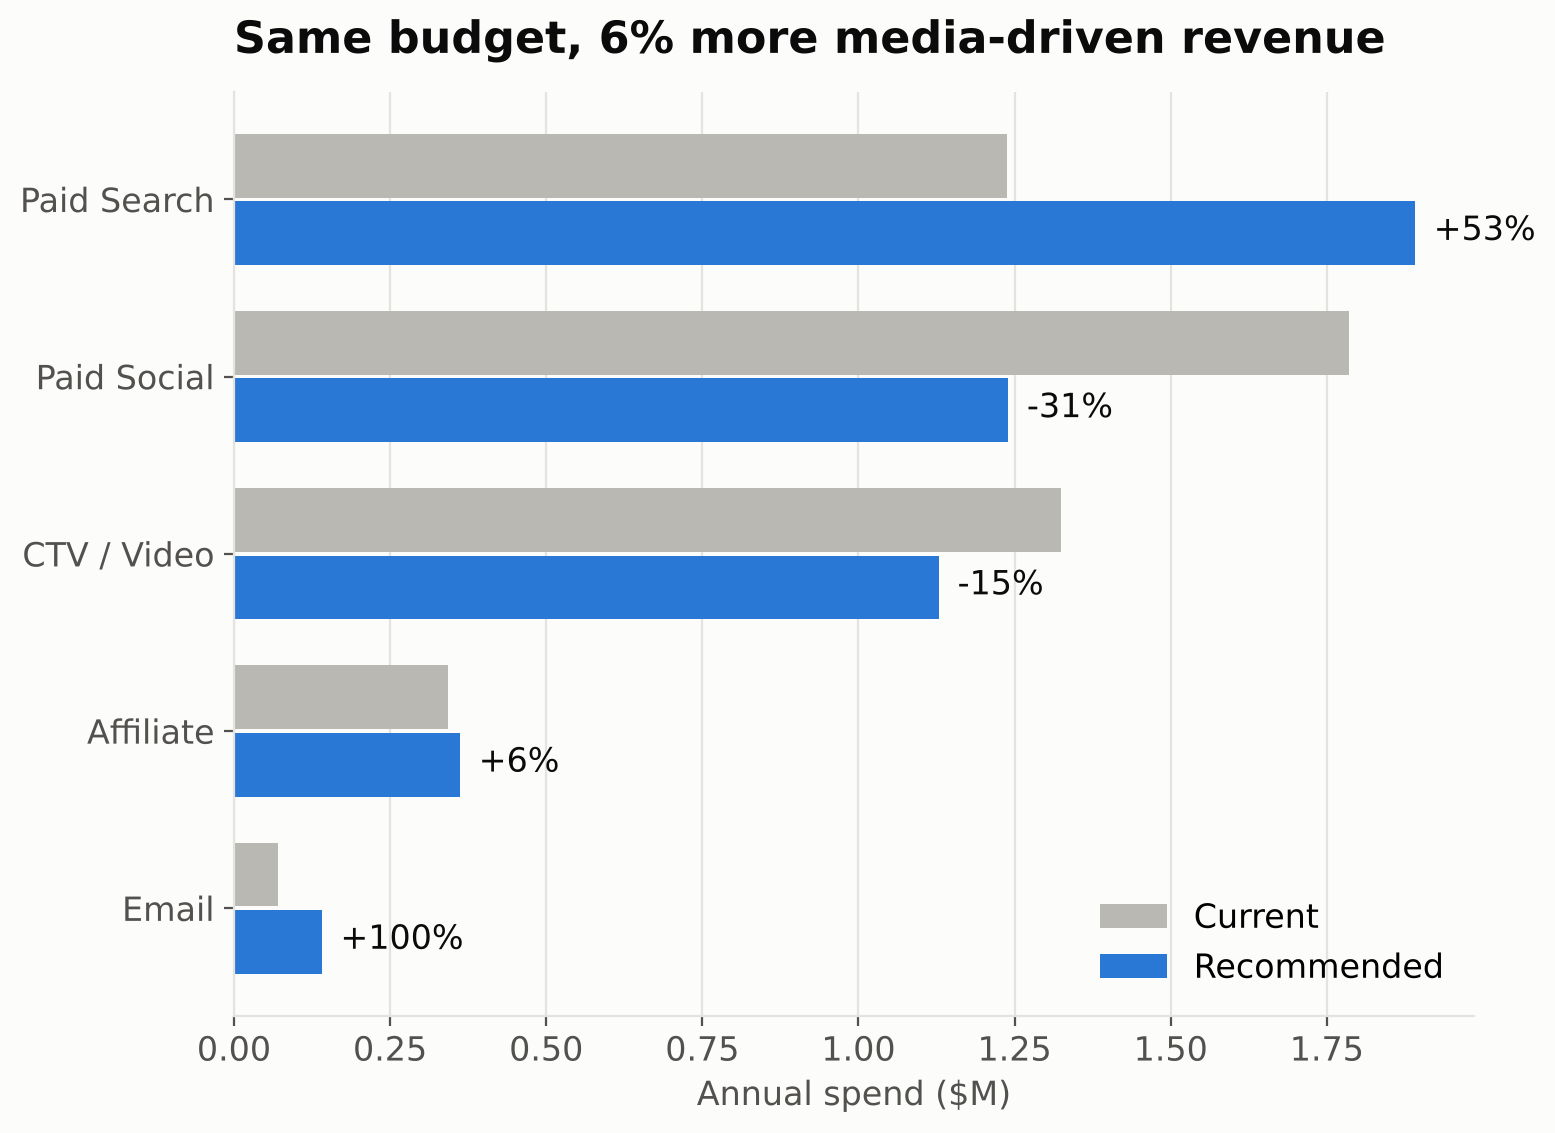 Same budget, 6% more media-driven revenue
Paid Search
+53%
Paid Social
-31%
CTV / Video
-15%
Affiliate
+6%
Email
+100%
Current
Recommended
0.00 0.25 0.50 0.75 1.00 1.25 1.50 1.75
Annual spend ($M)